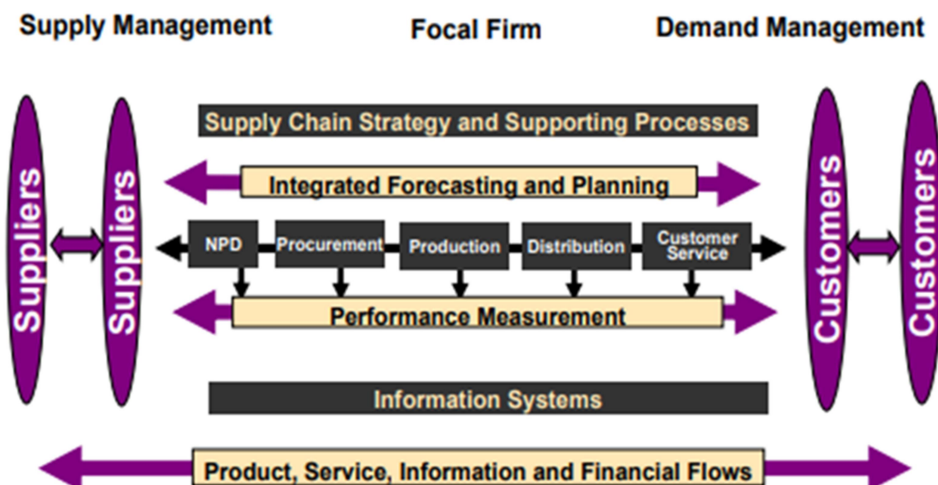 Supply Management
Focal Firm
Demand Management
Suppliers
Suppliers
Supply Chain Strategy and Supporting Processes
Integrated Forecasting and Planning
NPD
Procurement
Production
Distribution
Customer
Service
Performance Measurement
Information Systems
Customers
Customers
Product, Service, Information and Financial Flows